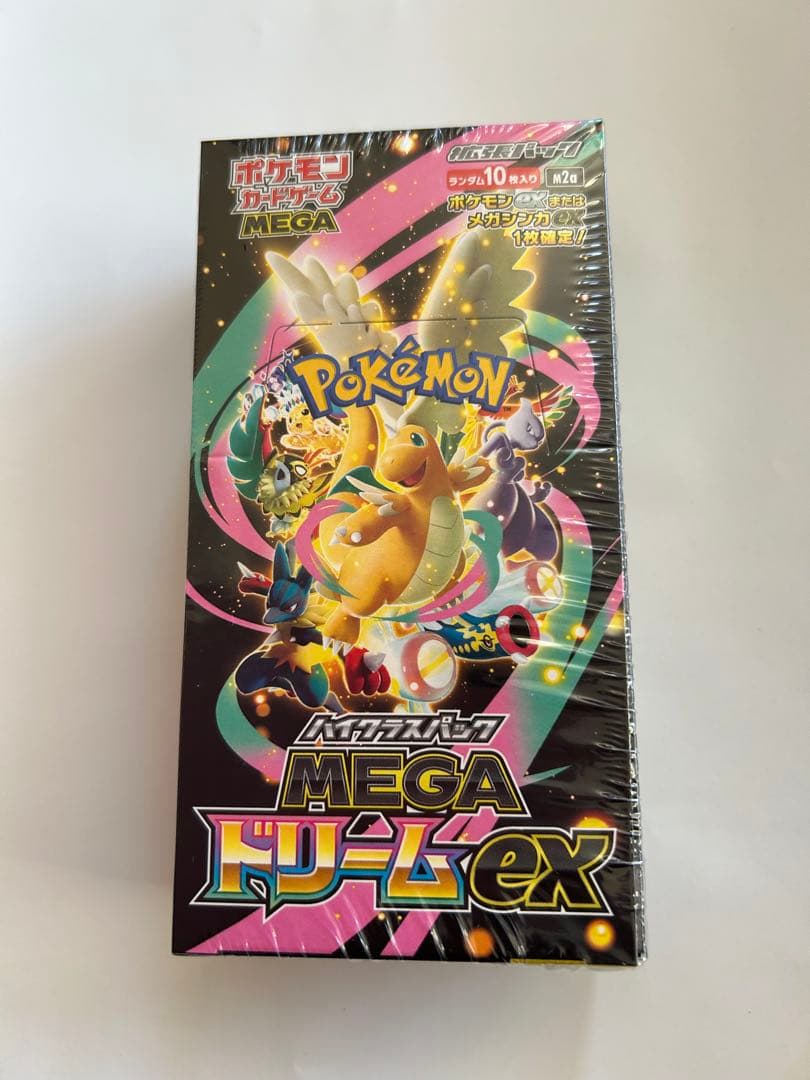 ポケモン
カードゲーム
MEGA
拡張パック
ランダム10枚入り M2a
ポケモンexまたは
メガシンカex
1枚確定!
POKéMON
TM
ハイクラスパック
MEGA
ドリームex